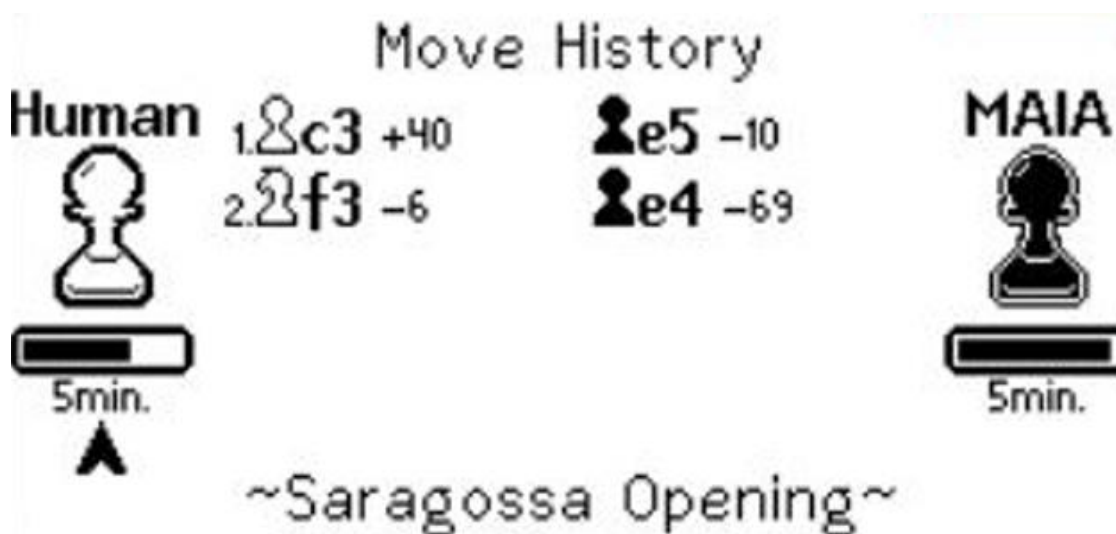 Move History
Human
MAIA
1. c3 +40 e5 -10
2. f3 -6 e4 -69
5min.
5min.
~Saragossa Opening~